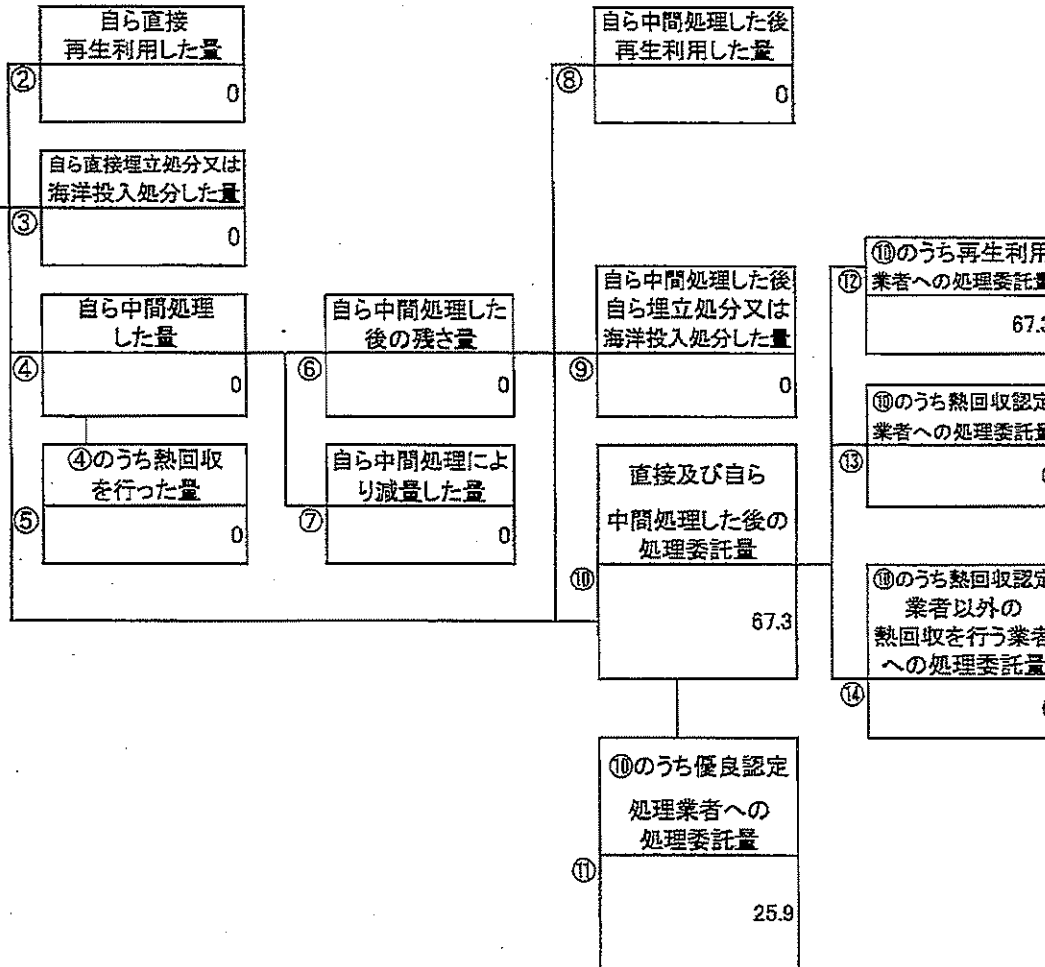 自ら直接
再生利用した量
②
0
自ら直接埋立処分又は
海洋投入処分した量
③
0
自ら中間処理
した量
④
0
④のうち熱回収
を行った量
⑤
0
自ら中間処理した
後の残さ量
⑥
0
自ら中間処理によ
り減量した量
⑦
0
自ら中間処理した後
再生利用した量
⑧
0
自ら中間処理した後
自ら埋立処分又は
海洋投入処分した量
⑨
0
直接及び自ら
中間処理した後の
処理委託量
⑩
67.3
⑩のうち優良認定
処理業者への
処理委託量
⑪
25.9
⑩のうち再生利用
業者への処理委託量
⑫
67.3
⑩のうち熱回収認定
業者への処理委託量
⑬
⑩のうち熱回収認定
業者以外の
熱回収を行う業者
への処理委託量
⑭